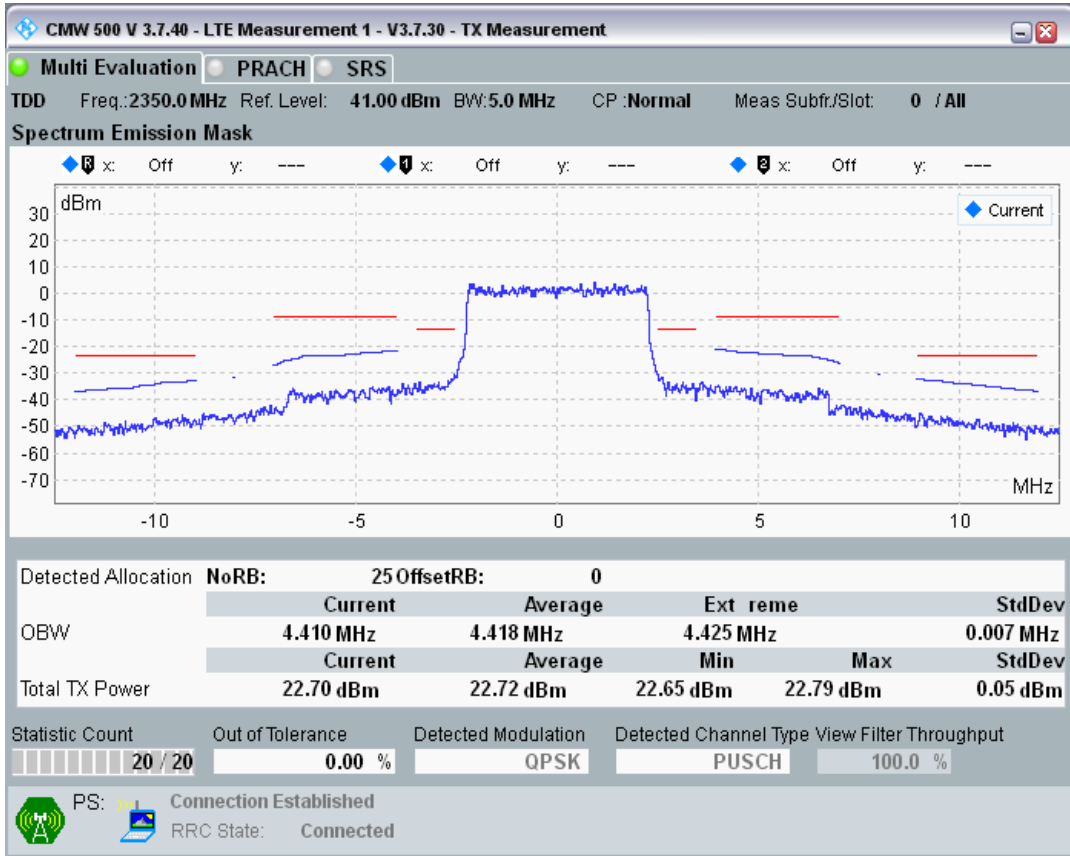 CMW 500 V 3.7.40 - LTE Measurement 1 - V3.7.30 - TX Measurement
Multi Evaluation PRACH SRS
TDD Freq.:2350.0 MHz Ref. Level: 41.00 dBm BW:5.0 MHz CP :Normal Meas Subfr./Slot: 0 / All
Spectrum Emission Mask
R x: Off y: --- 1 x: Off y: --- 2 x: Off y: ---
dBm
Current
30
20
10
0
-10
-20
-30
-40
-50
-60
-70
MHz
-10 -5 0 5 10
Detected Allocation NoRB: 25 OffsetRB: 0
Current Average Ext reme StdDev
OBW 4.410 MHz 4.418 MHz 4.425 MHz 0.007 MHz
Current Average Min Max StdDev
Total TX Power 22.70 dBm 22.72 dBm 22.65 dBm 22.79 dBm 0.05 dBm
Statistic Count Out of Tolerance Detected Modulation Detected Channel Type View Filter Throughput
20 / 20 0.00 % QPSK PUSCH 100.0 %
PS: Connection Established
RRC State: Connected